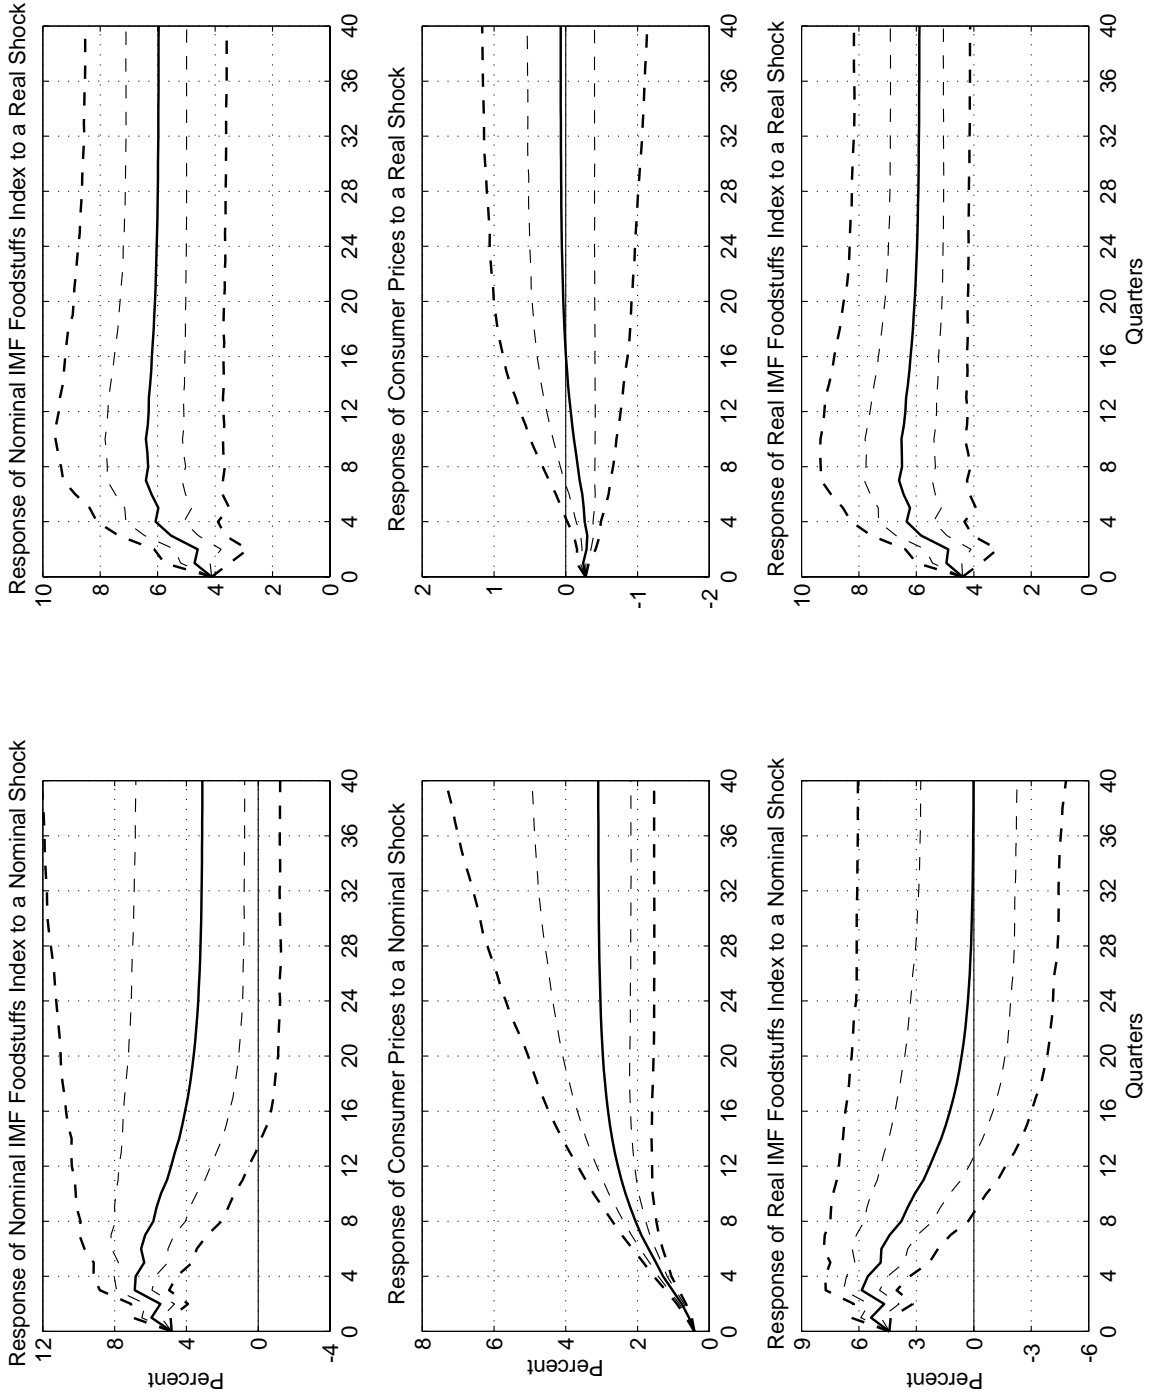 Response of Nominal IMF Foodstuffs Index to a Nominal Shock
Percent
12
8
4
0
-4
0 4 8 12 16 20 24 28 32 36 40
Response of Nominal IMF Foodstuffs Index to a Real Shock
10
8
6
4
2
0
0 4 8 12 16 20 24 28 32 36 40
Response of Consumer Prices to a Nominal Shock
Percent
8
6
4
2
0
0 4 8 12 16 20 24 28 32 36 40
Response of Consumer Prices to a Real Shock
2
1
0
-1
-2
0 4 8 12 16 20 24 28 32 36 40
Response of Real IMF Foodstuffs Index to a Nominal Shock
Percent
9
6
3
0
-3
-6
0 4 8 12 16 20 24 28 32 36 40
Quarters
Response of Real IMF Foodstuffs Index to a Real Shock
10
8
6
4
2
0
0 4 8 12 16 20 24 28 32 36 40
Quarters